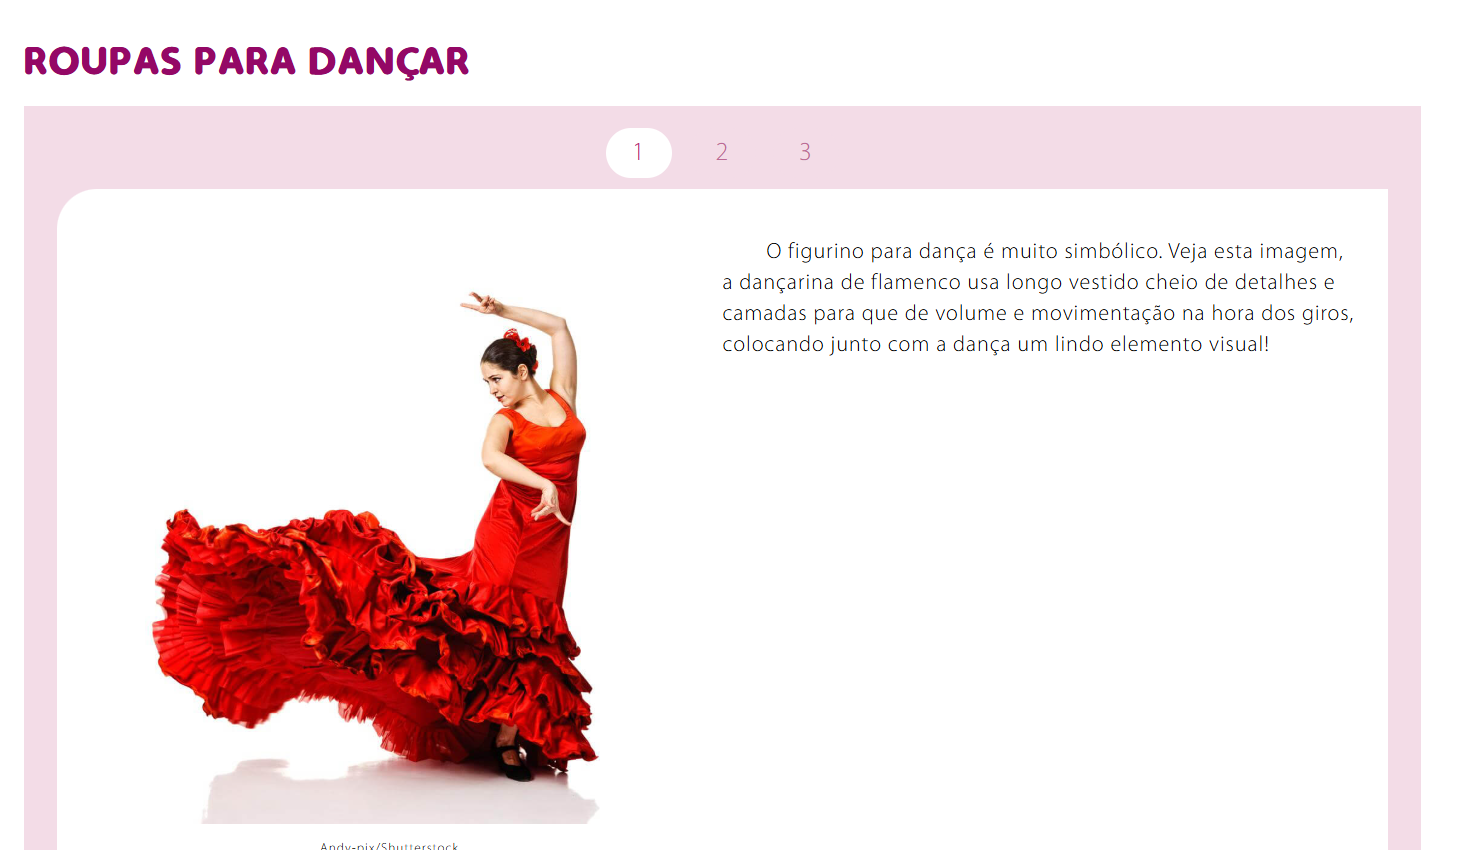 ROUPAS PARA DANÇAR
1 2 3
O figurino para dança é muito simbólico. Veja esta imagem,
a dançarina de flamenco usa longo vestido cheio de detalhes e
camadas para que de volume e movimentação na hora dos giros,
colocando junto com a dança um lindo elemento visual!
Andy-pix/Shutterstock